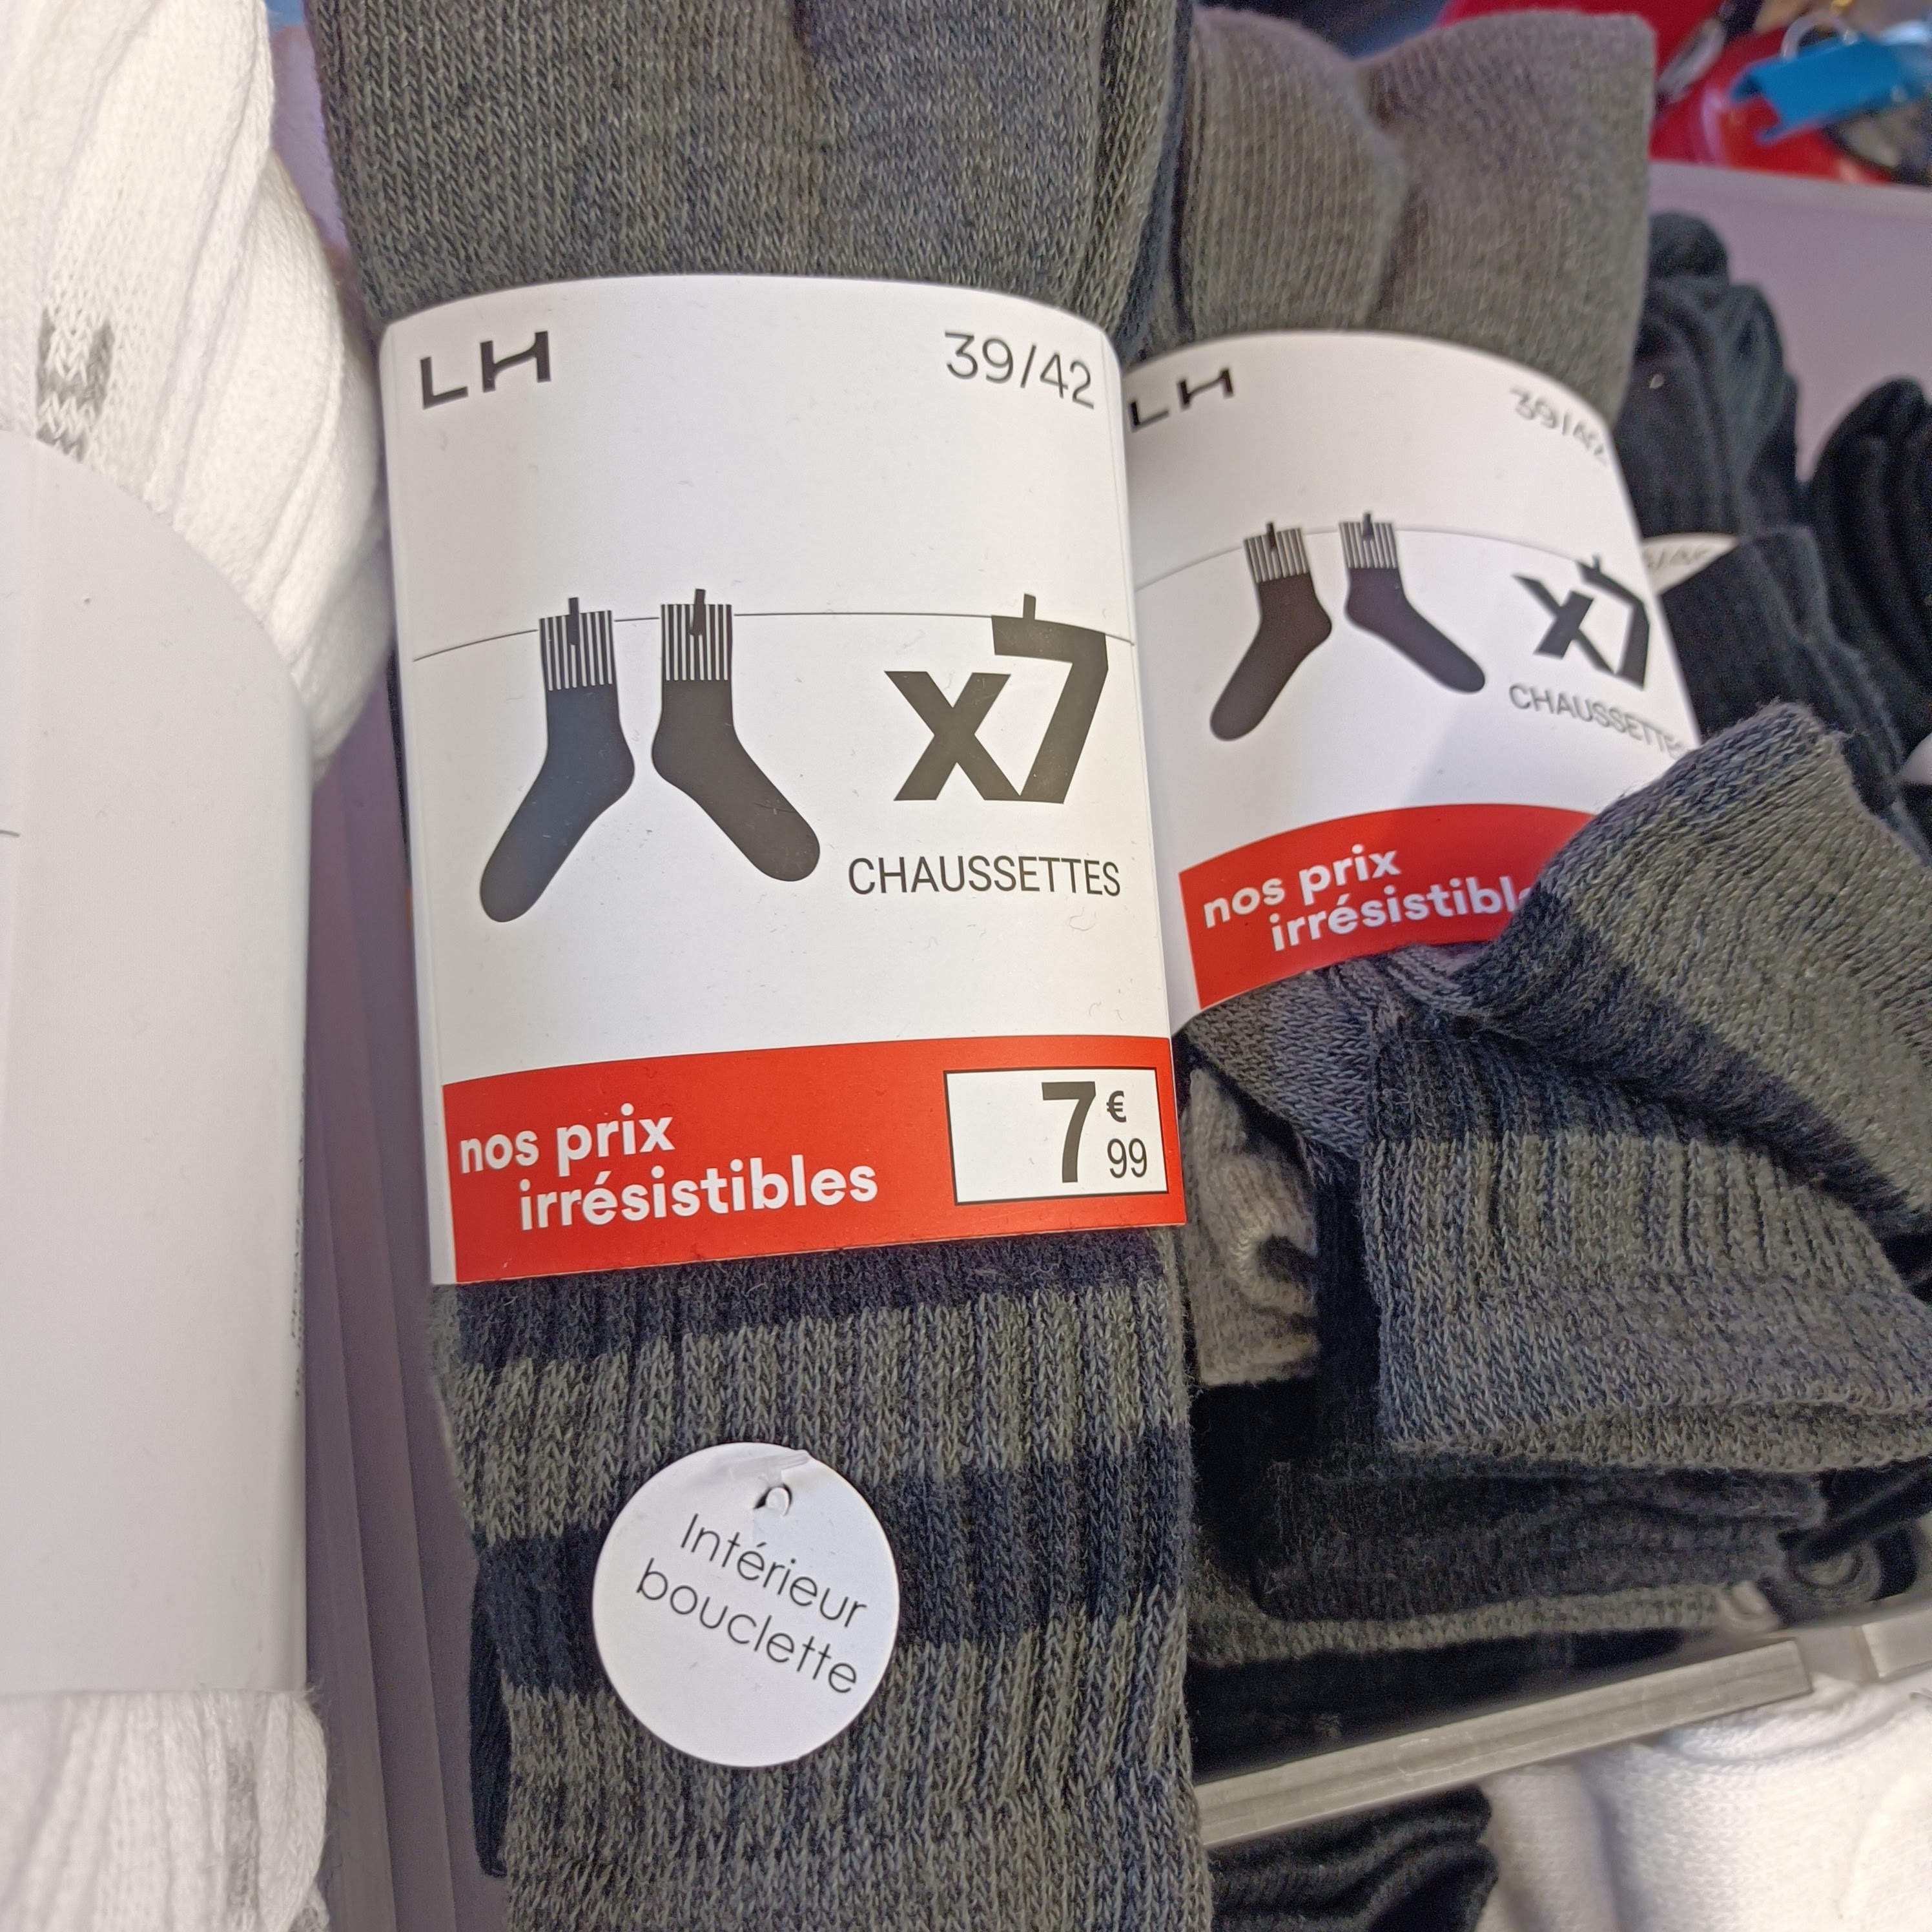 LH
39/42
x7
CHAUSSETTES
nos prix
irrésistibles
7€99
Intérieur
bouclette
LH
39/42
x7
CHAUSSETTES
nos prix
irrésistibl